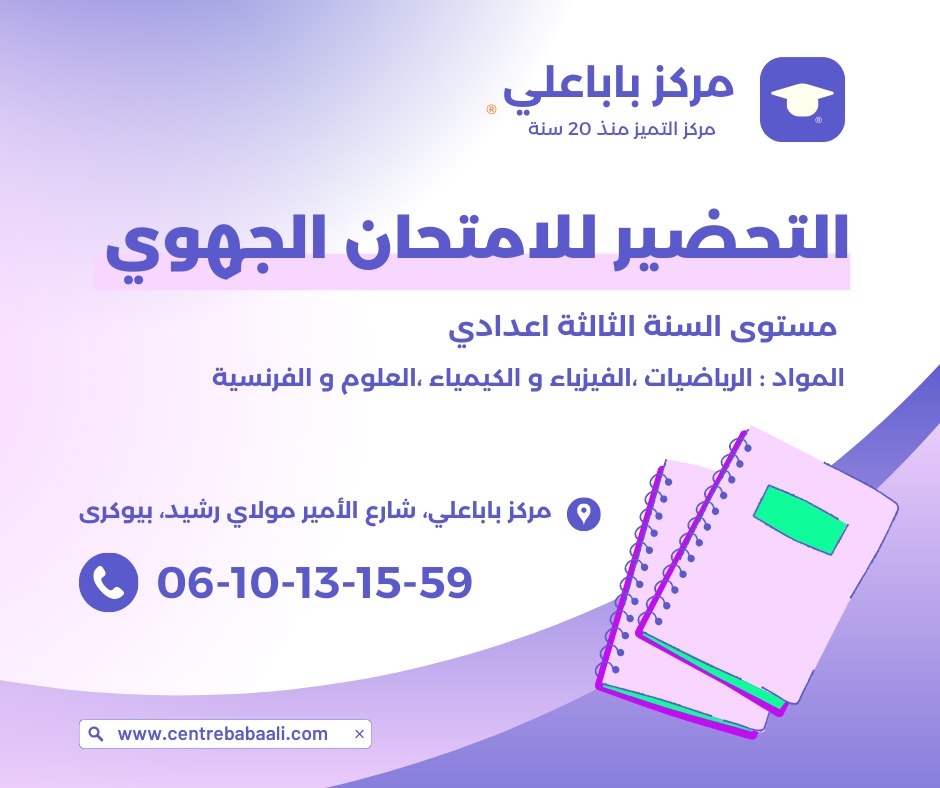 مركز باباعلي ®
مركز التميز منذ 20 سنة
®
التحضير للامتحان الجهوي
مستوى السنة الثالثة اعدادي
المواد : الرياضيات ،الفيزياء و الكيمياء ،العلوم و الفرنسية
مركز باباعلي، شارع الأمير مولاي رشيد، بيوكرى
06-10-13-15-59
www.centrebabaali.com